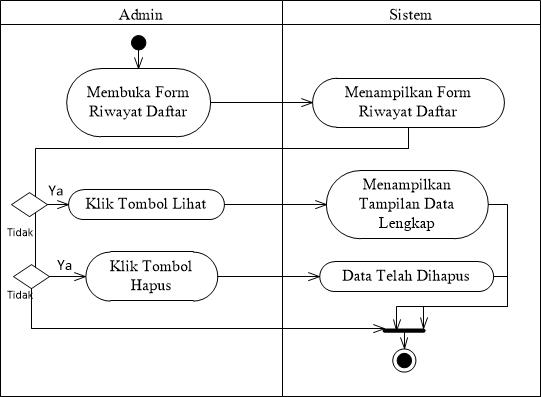 Admin
Sistem
Membuka Form
Riwayat Daftar
Menampilkan Form
Riwayat Daftar
Ya
Klik Tombol Lihat
Menampilkan
Tampilan Data
Lengkap
Tidak
Ya
Klik Tombol
Hapus
Data Telah Dihapus
Tidak